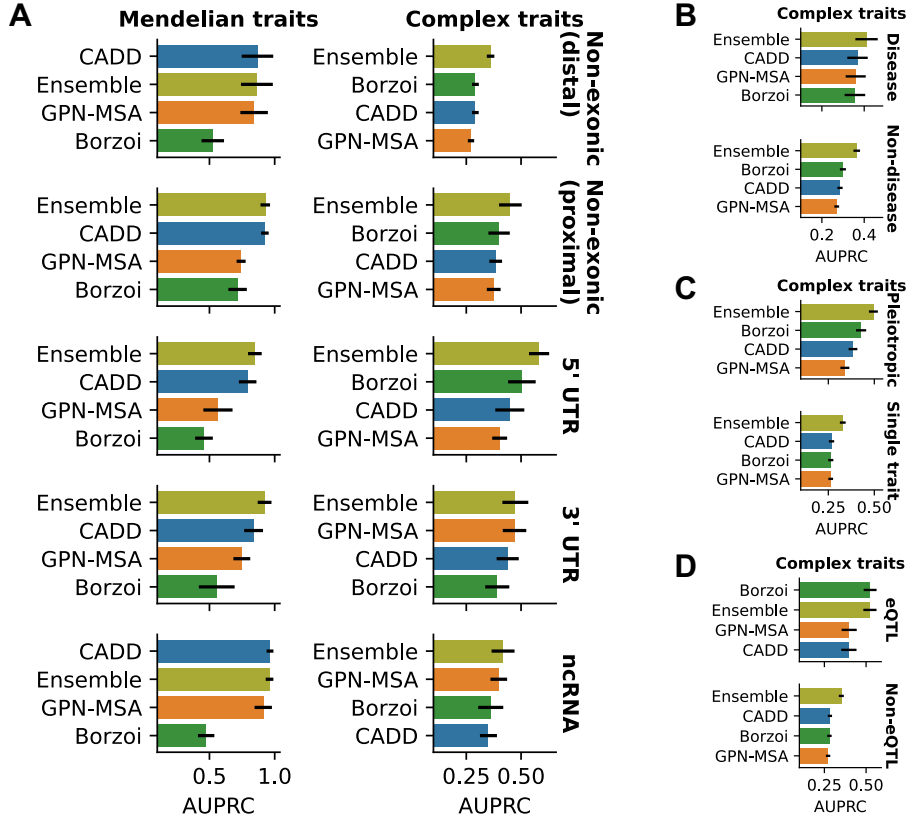 A
Mendelian traits
CADD
Ensemble
GPN-MSA
Borzoi
Ensemble
CADD
GPN-MSA
Borzoi
Ensemble
CADD
GPN-MSA
Borzoi
Ensemble
CADD
GPN-MSA
Borzoi
CADD
Ensemble
GPN-MSA
Borzoi
0.5 1.0
AUPRC
Complex traits
Ensemble
Borzoi
CADD
GPN-MSA
Non-exonic
(distal)
Ensemble
Borzoi
CADD
GPN-MSA
Non-exonic
(proximal)
Ensemble
Borzoi
CADD
GPN-MSA
5' UTR
Ensemble
GPN-MSA
CADD
Borzoi
3' UTR
Ensemble
GPN-MSA
Borzoi
CADD
ncRNA
0.25 0.50
AUPRC
B
Complex traits
Ensemble
CADD
GPN-MSA
Borzoi
Disease
Ensemble
Borzoi
CADD
GPN-MSA
Non-disease
0.2 0.4
AUPRC
C
Complex traits
Ensemble
Borzoi
CADD
GPN-MSA
Pleiotropic
Ensemble
CADD
Borzoi
GPN-MSA
Single trait
0.25 0.50
AUPRC
D
Complex traits
Borzoi
Ensemble
GPN-MSA
CADD
eQTL
Ensemble
CADD
Borzoi
GPN-MSA
Non-eQTL
0.25 0.50
AUPRC